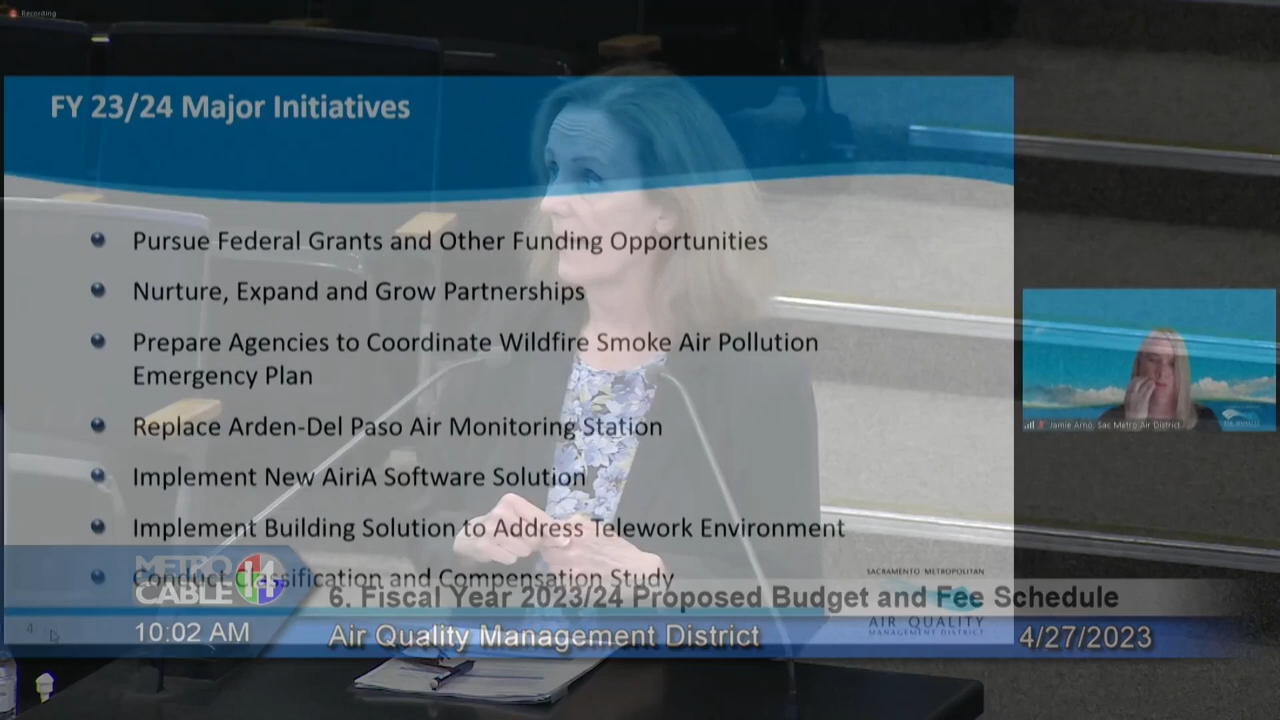 Recording
FY 23/24 Major Initiatives
Pursue Federal Grants and Other Funding Opportunities
Nurture, Expand and Grow Partnerships
Prepare Agencies to Coordinate Wildfire Smoke Air Pollution
Emergency Plan
Replace Arden-Del Paso Air Monitoring Station
Implement New AiriA Software Solution
Implement Building Solution to Address Telework Environment
Conduct Classification and Compensation Study
Jamie Arno, Sac Metro Air District
METRO
CABLE 14
6. Fiscal Year 2023/24 Proposed Budget and Fee Schedule
SACRAMENTO METROPOLITAN
AIR QUALITY
MANAGEMENT DISTRICT
4
10:02 AM
Air Quality Management District
4/27/2023